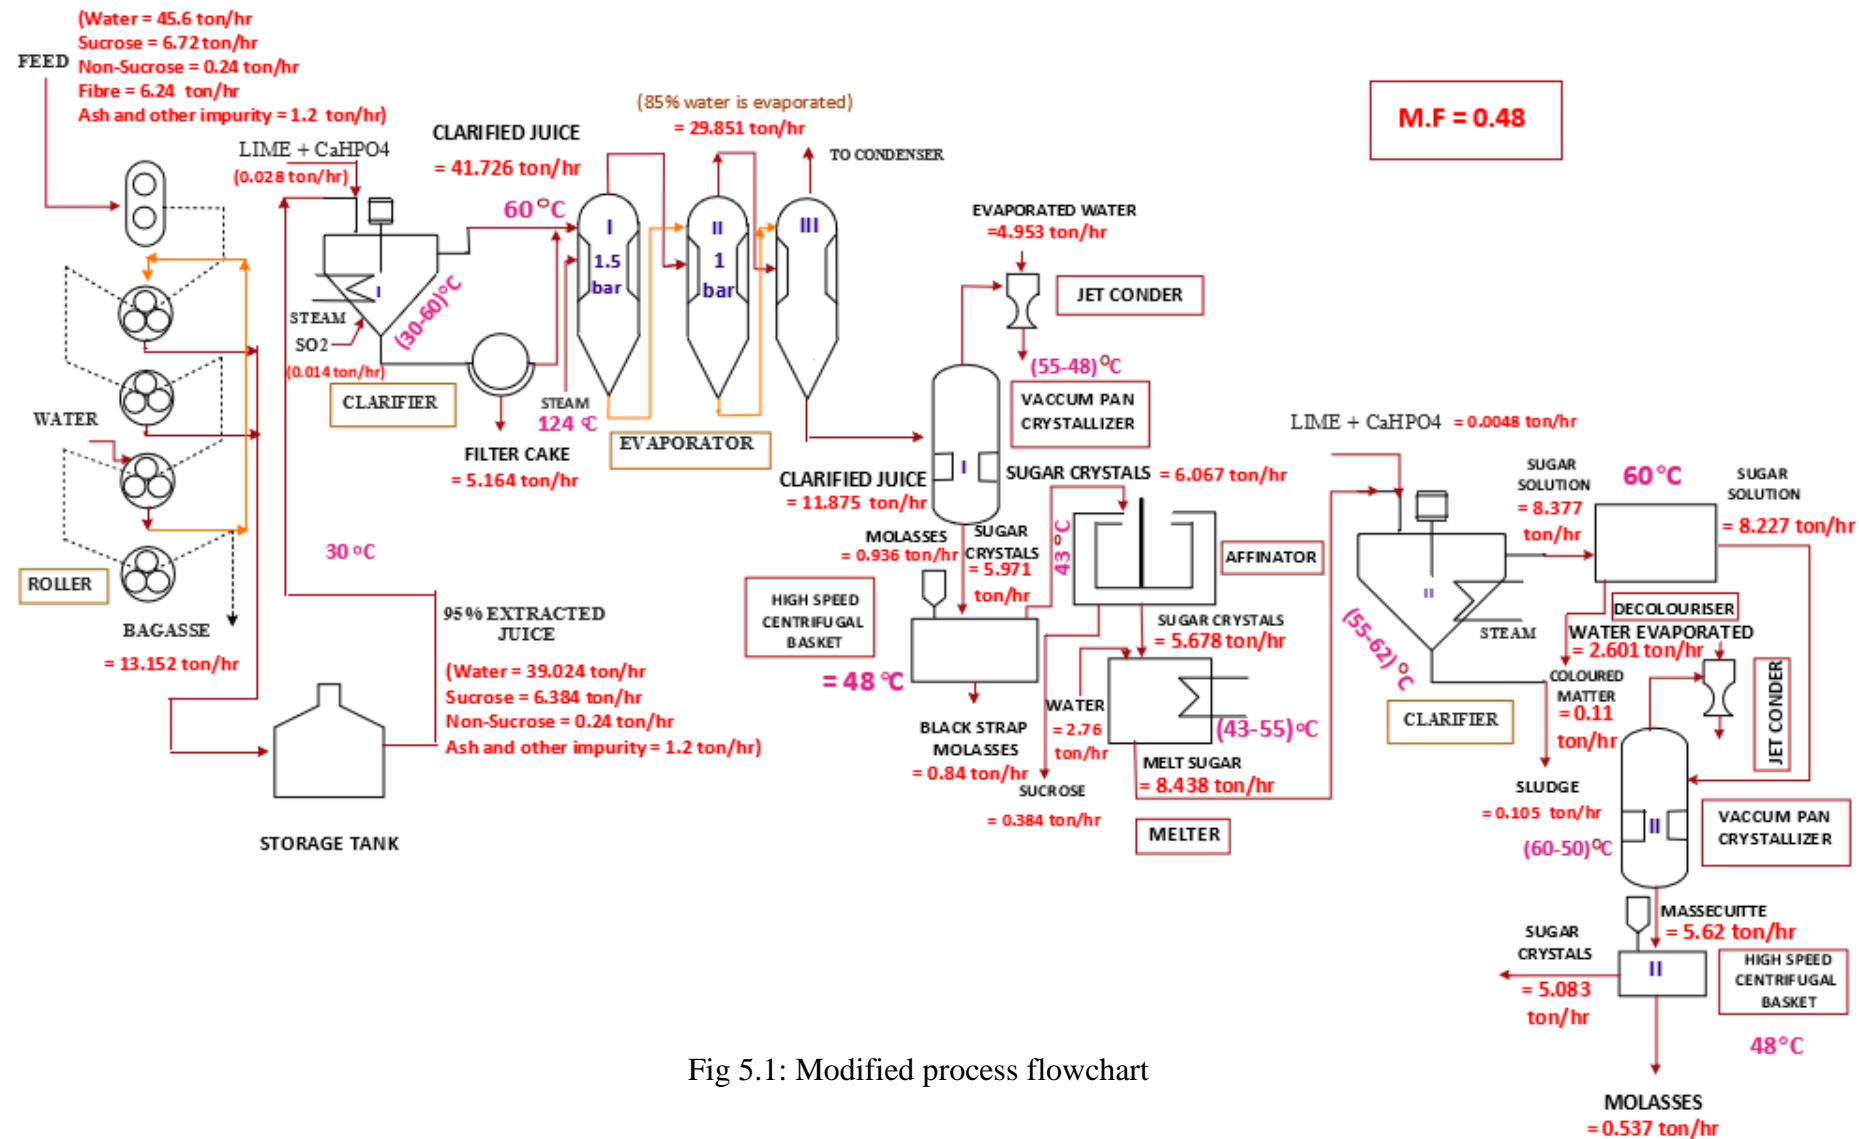 (Water = 45.6 ton/hr
Sucrose = 6.72 ton/hr
FEED
Non-Sucrose = 0.24 ton/hr
Fibre = 6.24 ton/hr
Ash and other impurity = 1.2 ton/hr)
LIME + CaHPO4
(0.028 ton/hr)
CLARIFIED JUICE
= 41.726 ton/hr
(85% water is evaporated)
= 29.851 ton/hr
TO CONDENSER
M.F = 0.48
60 °C
I
1.5
bar
II
1
bar
III
I
STEAM
SO2
(0.014 ton/hr)
(30-60)°C
CLARIFIER
STEAM
124 °C
EVAPORATOR
FILTER CAKE
= 5.164 ton/hr
WATER
ROLLER
BAGASSE
= 13.152 ton/hr
30 °C
95% EXTRACTED
JUICE
(Water = 39.024 ton/hr
Sucrose = 6.384 ton/hr
Non-Sucrose = 0.24 ton/hr
Ash and other impurity = 1.2 ton/hr)
STORAGE TANK
EVAPORATED WATER
=4.953 ton/hr
JET CONDER
(55-48)°C
VACCUM PAN
CRYSTALLIZER
I
CLARIFIED JUICE
= 11.875 ton/hr
SUGAR CRYSTALS = 6.067 ton/hr
MOLASSES
= 0.936 ton/hr
SUGAR
CRYSTALS
= 5.971
ton/hr
43 °C
AFFINATOR
HIGH SPEED
CENTRIFUGAL
BASKET
= 48 °C
SUGAR CRYSTALS
= 5.678 ton/hr
BLACK STRAP
MOLASSES
= 0.84 ton/hr
WATER
= 2.76
ton/hr
(43-55)°C
SUCROSE
= 0.384 ton/hr
MELT SUGAR
= 8.438 ton/hr
MELTER
LIME + CaHPO4 = 0.0048 ton/hr
II
STEAM
(55-62) °C
CLARIFIER
SUGAR
SOLUTION
= 8.377
ton/hr
60 °C
SUGAR
SOLUTION
= 8.227 ton/hr
DECOLOURISER
WATER EVAPORATED
= 2.601 ton/hr
COLOURED
MATTER
= 0.11
ton/hr
JET CONDER
SLUDGE
= 0.105 ton/hr
(60-50)°C
II
VACCUM PAN
CRYSTALLIZER
MASSECUITTE
= 5.62 ton/hr
SUGAR
CRYSTALS
= 5.083
ton/hr
II
HIGH SPEED
CENTRIFUGAL
BASKET
48°C
MOLASSES
= 0.537 ton/hr
Fig 5.1: Modified process flowchart